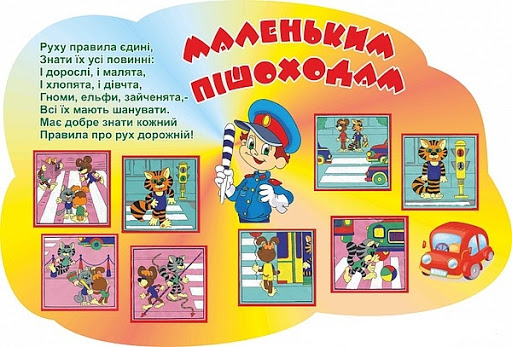 МАЛЕНЬКИМ
ПІШОХОДАМ
Руху правила єдині,
Знати їх усі повинні:
І дорослі, і малята,
І хлопята, і дівчта,
Гноми, ельфи, зайченята,-
Всі їх мають шанувати.
Має добре знати кожний
Правила про рух дорожній!